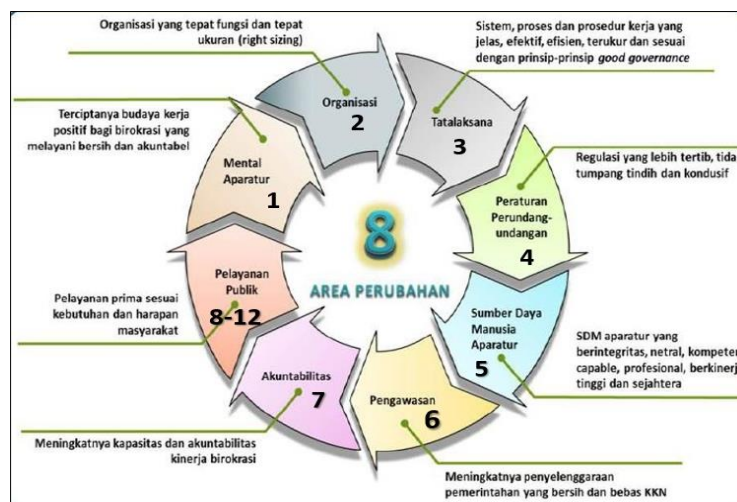 Organisasi yang tepat fungsi dan tepat
ukuran (right sizing)
Sistem, proses dan prosedur kerja yang
jelas, efektif, efisien, terukur dan sesuai
dengan prinsip-prinsip good governance
Terciptanya budaya kerja
positif bagi birokrasi yang
melayani bersih dan akuntabel
Organisasi
2
Tatalaksana
3
Mental
Aparatur
1
Regulasi yang lebih tertib, tida
tumpang tindih dan kondusif
Peraturan
Perundang-
undangan
4
8
AREA PERUBAHAN
Pelayanan
Publik
8-12
Pelayanan prima sesuai
kebutuhan dan harapan
masyarakat
Sumber Daya
Manusia
Aparatur
5
SDM aparatur yang
berintegritas, netral, kompeten
capable, profesional, berkinerj
tinggi dan sejahtera
Akuntabilitas
7
Pengawasan
6
Meningkatnya kapasitas dan akuntabilitas
kinerja birokrasi
Meningkatnya penyelenggaraan
pemerintahan yang bersih dan bebas KKN